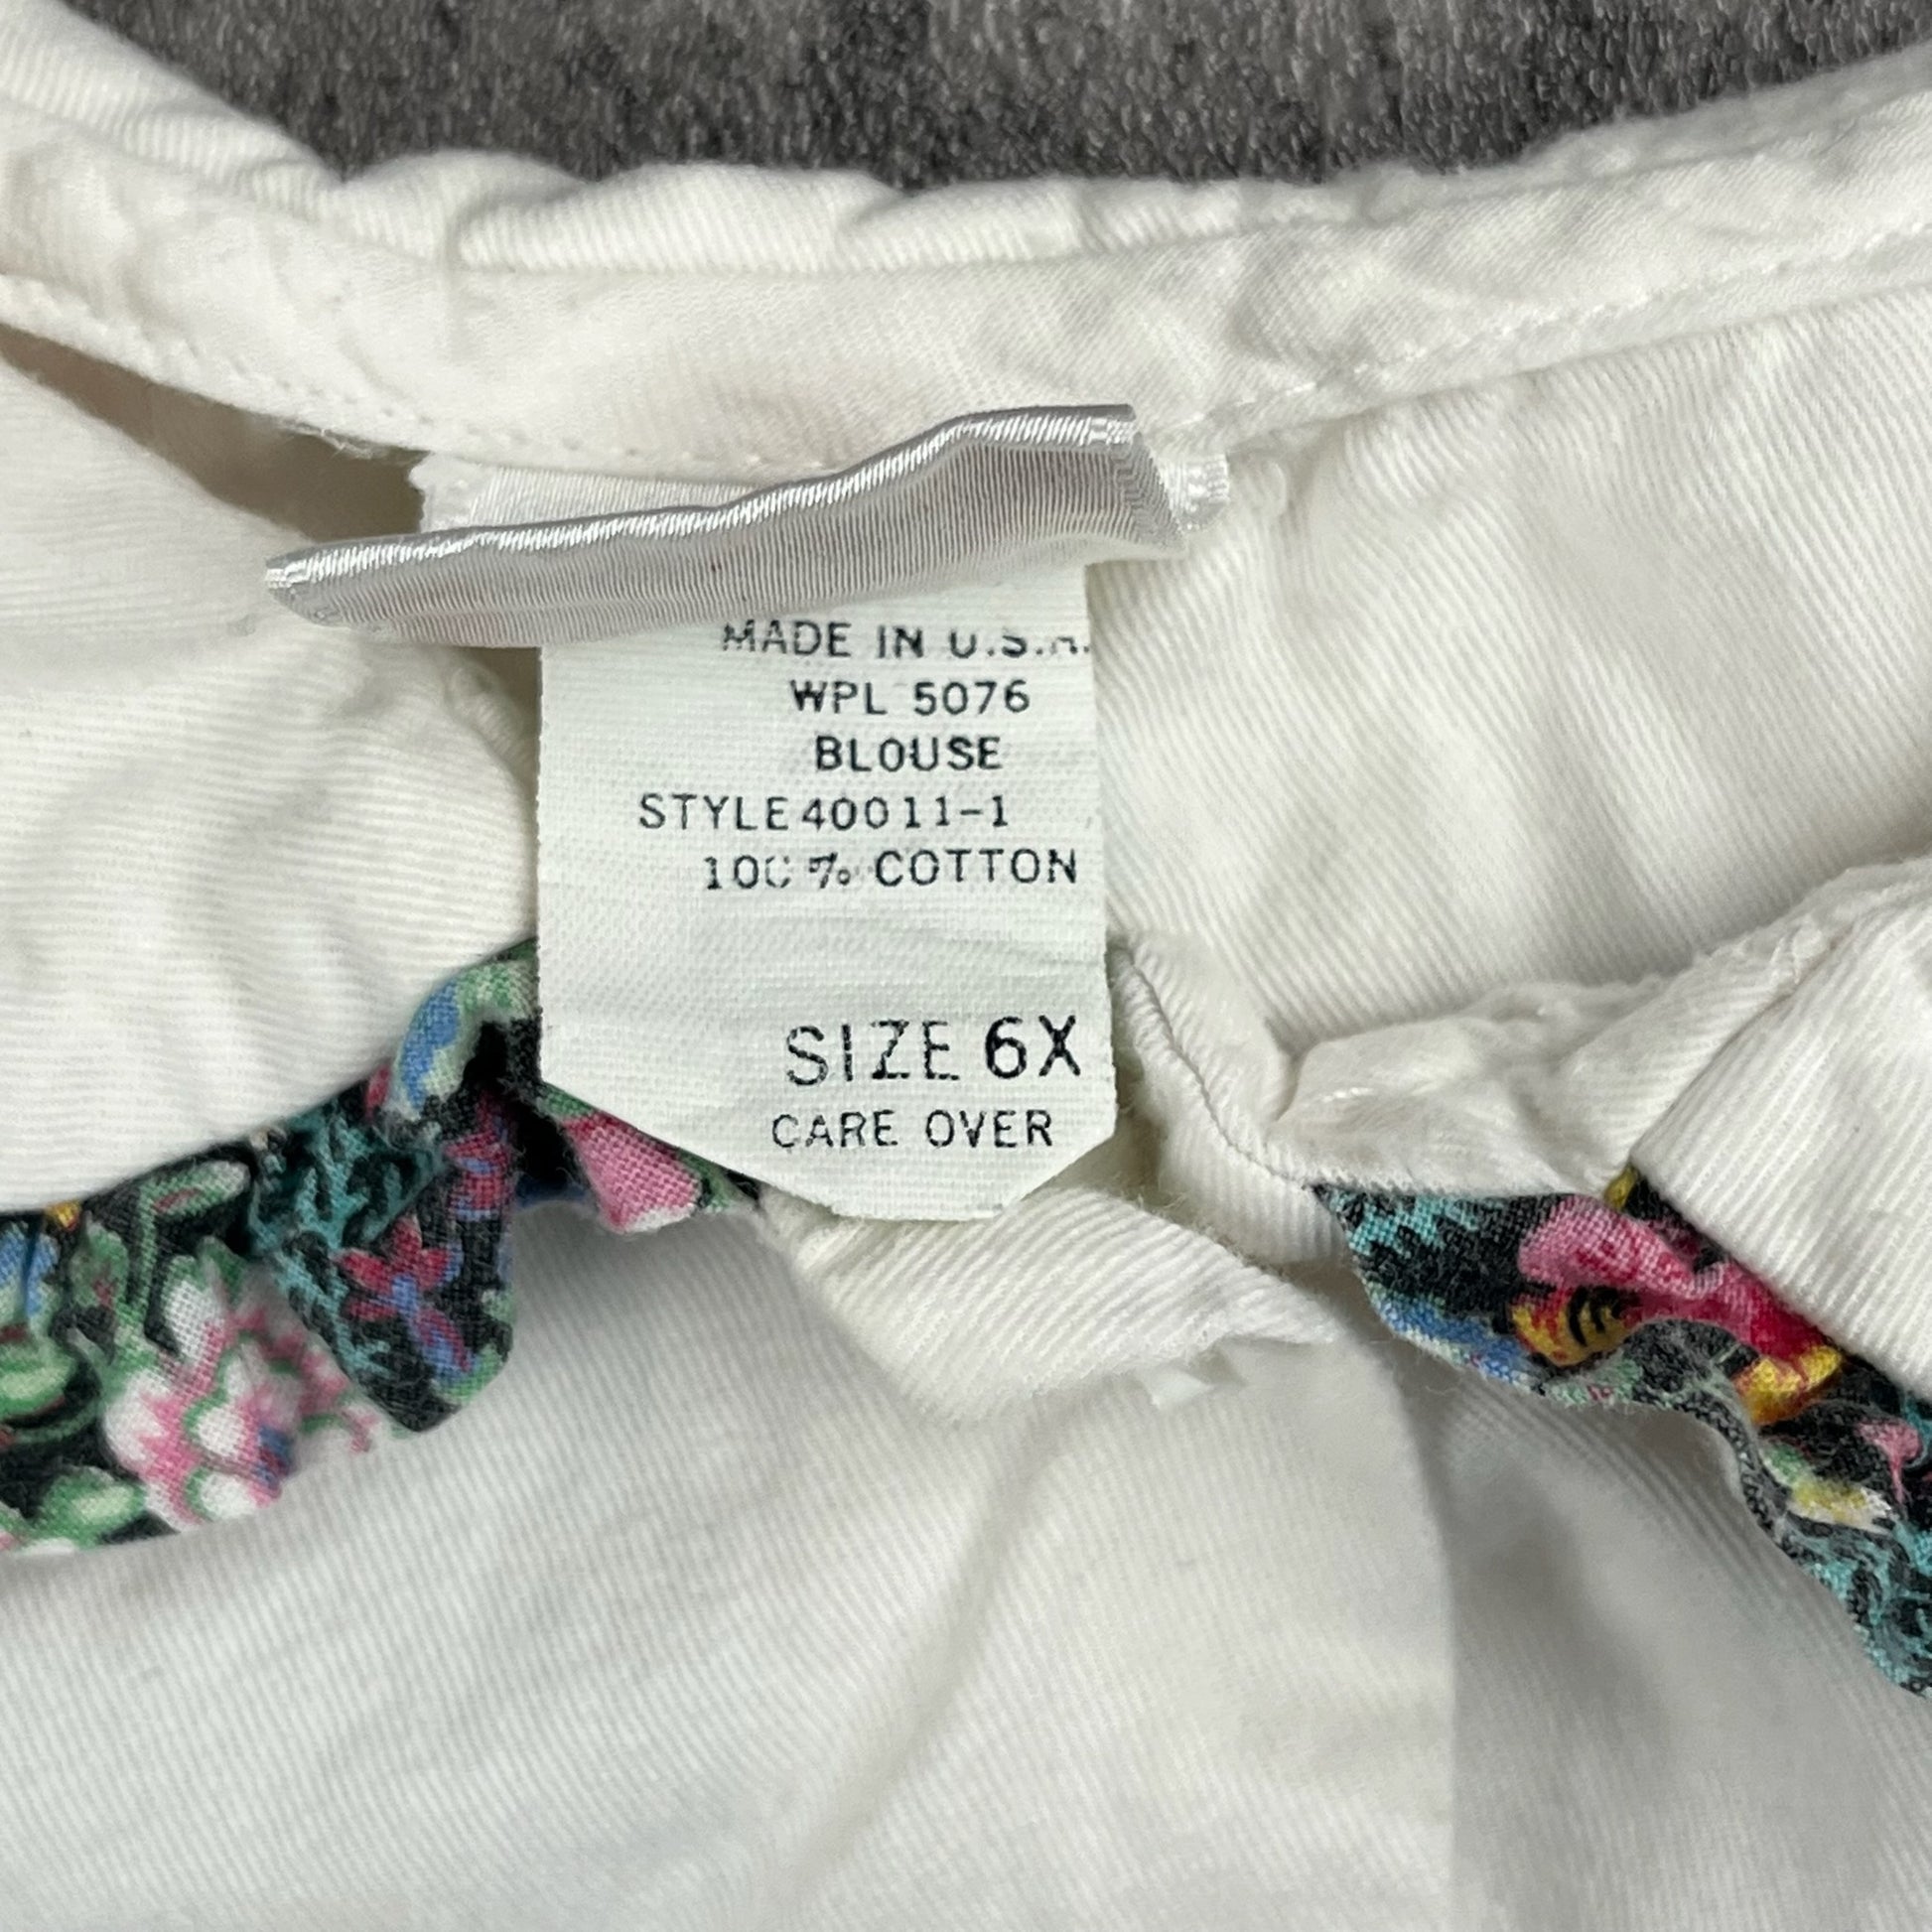 MADE IN U.S.A.
WPL 5076
BLOUSE
STYLE 40011-1
100% COTTON
SIZE 6X
CARE OVER